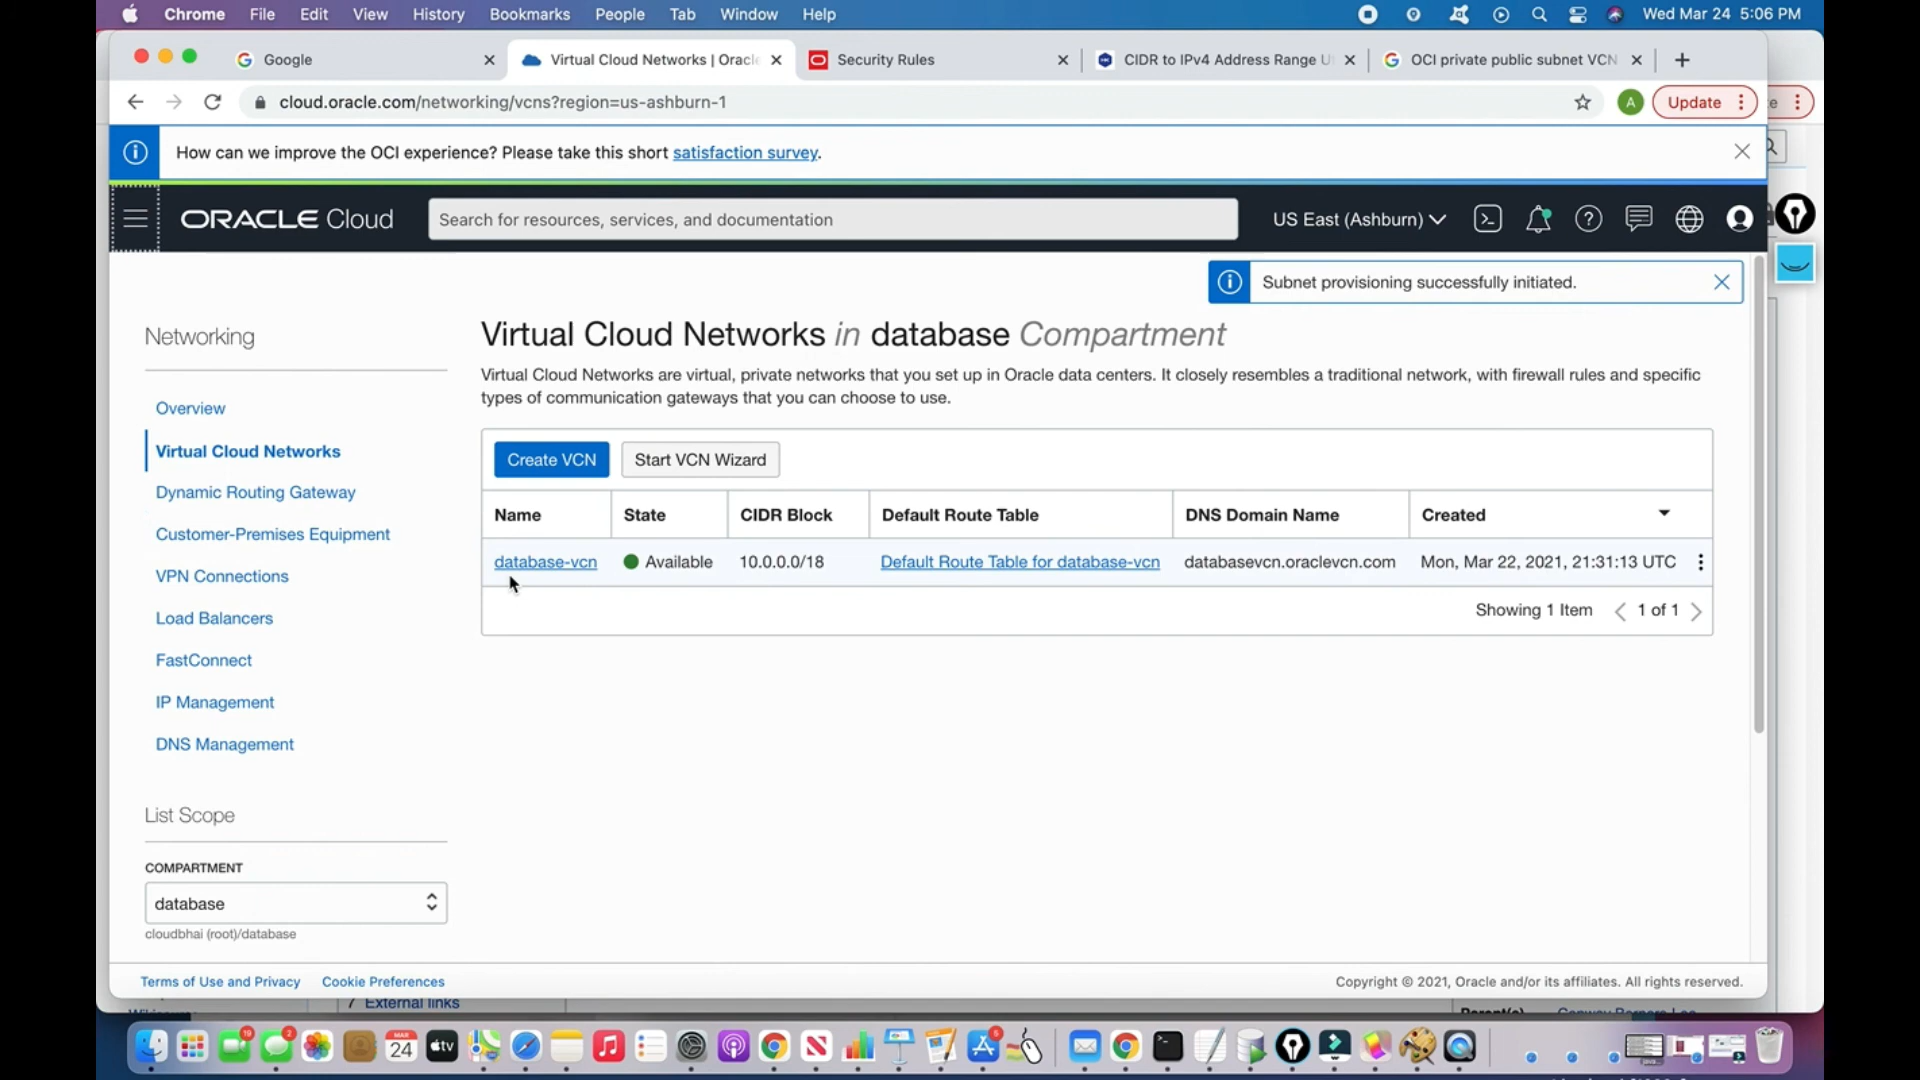 Chrome File Edit View History Bookmarks People Tab Window Help Wed Mar 24 5:06 PM
Google
Virtual Cloud Networks | Oracle
Security Rules
CIDR to IPv4 Address Range U
OCI private public subnet VCN
cloud.oracle.com/networking/vcns?region=us-ashburn-1
A
Update
How can we improve the OCI experience? Please take this short satisfaction survey.
ORACLE Cloud
Search for resources, services, and documentation
US East (Ashburn)
Subnet provisioning successfully initiated.
Networking
Overview
Virtual Cloud Networks
Dynamic Routing Gateway
Customer-Premises Equipment
VPN Connections
Load Balancers
FastConnect
IP Management
DNS Management
List Scope
COMPARTMENT
database
cloudbhai (root)/database
Virtual Cloud Networks in database Compartment
Virtual Cloud Networks are virtual, private networks that you set up in Oracle data centers. It closely resembles a traditional network, with firewall rules and specific
types of communication gateways that you can choose to use.
Create VCN
Start VCN Wizard
Name State CIDR Block Default Route Table DNS Domain Name Created
database-vcn Available 10.0.0.0/18 Default Route Table for database-vcn databasevcn.oraclevcn.com Mon, Mar 22, 2021, 21:31:13 UTC
Showing 1 Item 1 of 1
Terms of Use and Privacy Cookie Preferences
Copyright © 2021, Oracle and/or its affiliates. All rights reserved.
7 External links
19
2
MAR
24
tv
5